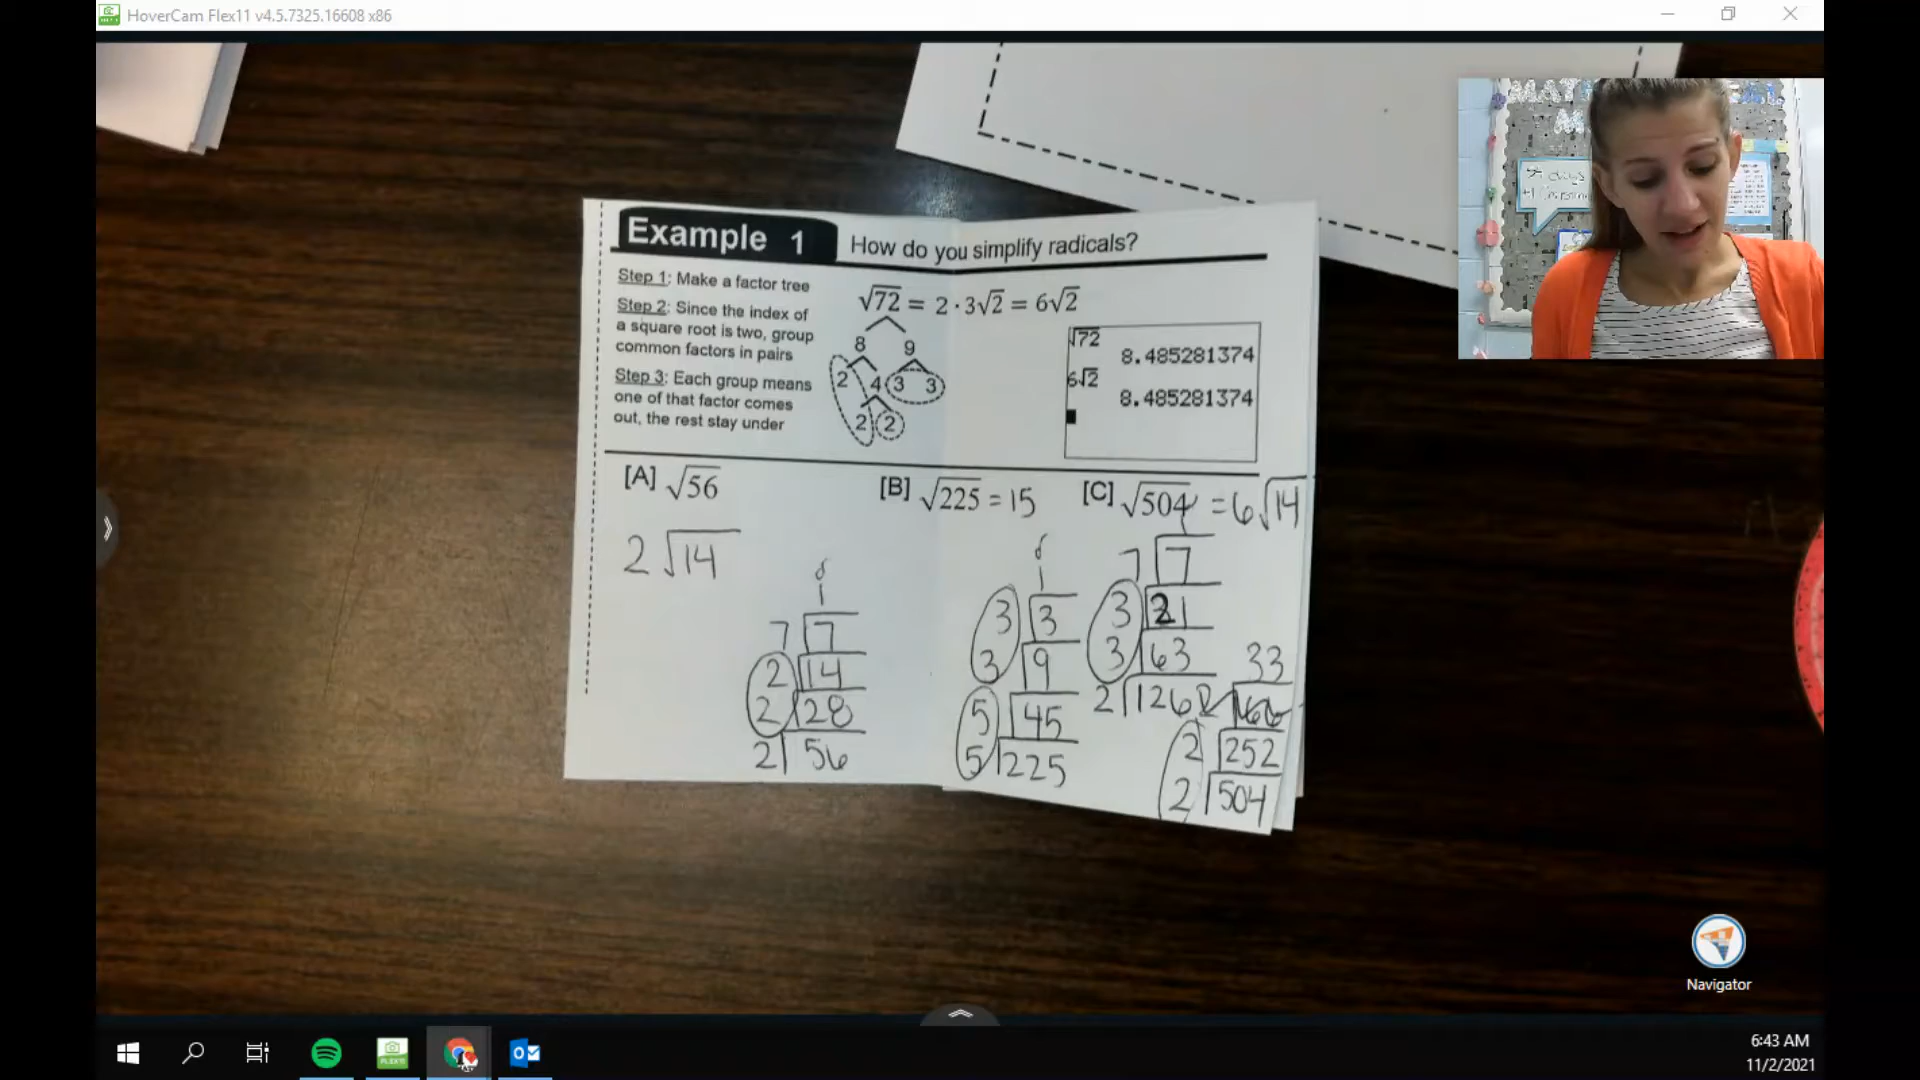 HoverCam Flex11 v4.5.7325.16608 x86
Example 1 How do you simplify radicals?
Step 1: Make a factor tree
Step 2: Since the index of
a square root is two, group
common factors in pairs
Step 3: Each group means
one of that factor comes
out, the rest stay under
√72 = 2 · 3√2 = 6√2
8 9
2 4 3 3
2 2
√72
8.485281374
6√2
8.485281374
[A] √56
2√14
1
7 7
2 14
2 28
2 56
[B] √225 = 15
1
3 3
3 9
5 45
5 225
[C] √504 = 6√14
7 7
3 21
3 63 33
2 126
2 252
2 504
Navigator
6:43 AM
11/2/2021